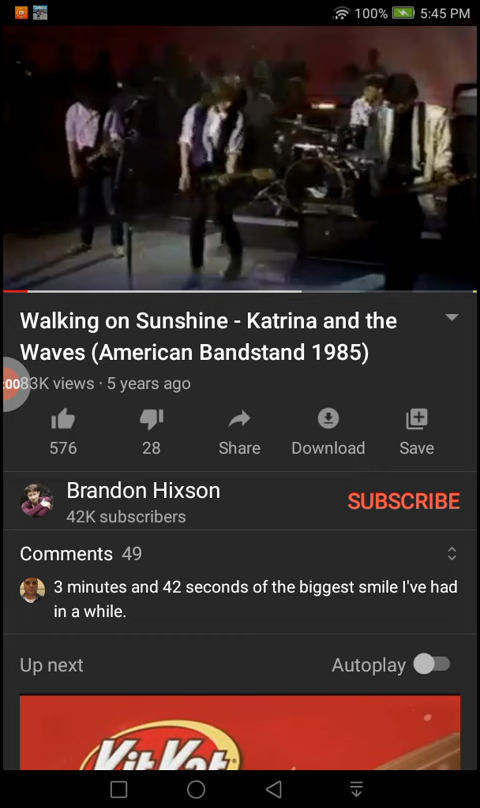 100% 5:45 PM
Walking on Sunshine - Katrina and the
Waves (American Bandstand 1985)
:00
83K views · 5 years ago
576 28 Share Download Save
Brandon Hixson SUBSCRIBE
42K subscribers
Comments 49
3 minutes and 42 seconds of the biggest smile I've had
in a while.
Up next Autoplay
KitKat